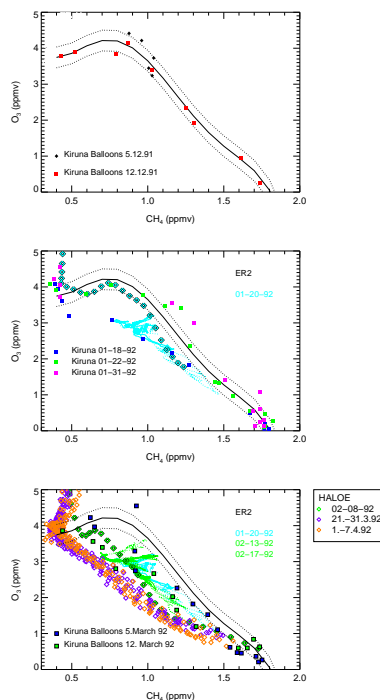 5
4
3
2
1
0
O3 (ppmv)
Kiruna Balloons 5.12.91
Kiruna Balloons 12.12.91
0.5
1.0
1.5
2.0
CH4 (ppmv)
5
4
3
2
1
0
O3 (ppmv)
ER2
01-20-92
Kiruna 01-18-92
Kiruna 01-22-92
Kiruna 01-31-92
0.5
1.0
1.5
2.0
CH4 (ppmv)
5
4
3
2
1
0
O3 (ppmv)
ER2
01-20-92
02-13-92
02-17-92
Kiruna Balloons 5.March 92
Kiruna Balloons 12. March 92
0.5
1.0
1.5
2.0
CH4 (ppmv)
HALOE
02-08-92
21.-31.3.92
1.-7.4.92